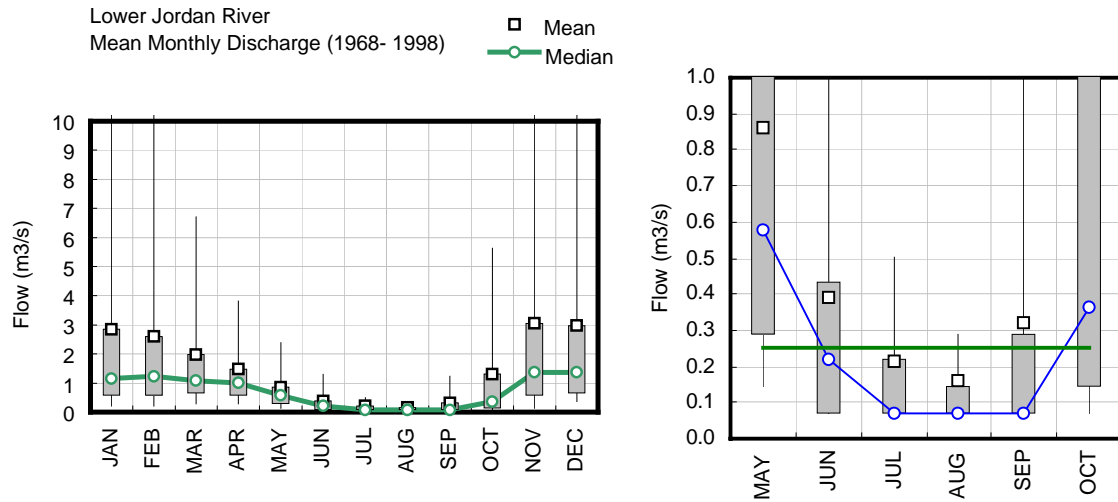 Lower Jordan River
Mean Monthly Discharge (1968- 1998)
Mean
Median
10
9
8
7
6
5
4
3
2
1
0
Flow (m3/s)
JAN
FEB
MAR
APR
MAY
JUN
JUL
AUG
SEP
OCT
NOV
DEC
1.0
0.9
0.8
0.7
0.6
0.5
0.4
0.3
0.2
0.1
0.0
Flow (m3/s)
MAY
JUN
JUL
AUG
SEP
OCT